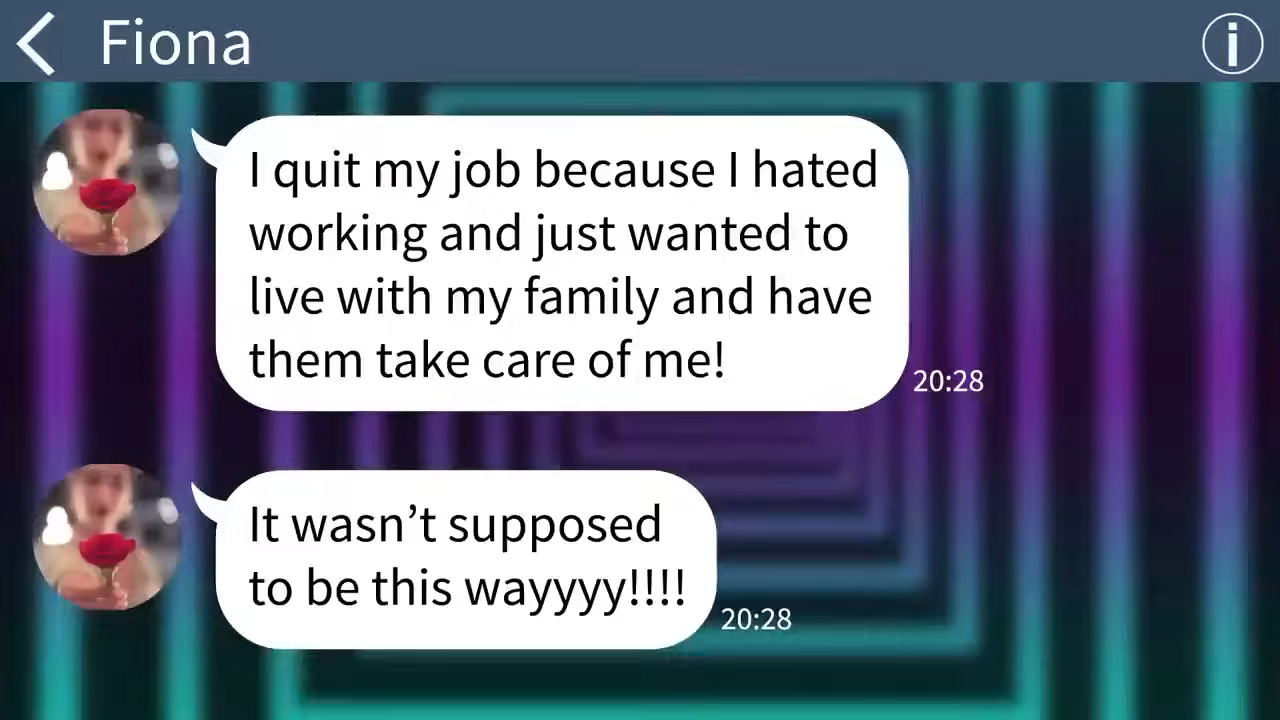 Fiona
I quit my job because I hated
working and just wanted to
live with my family and have
them take care of me!
20:28
It wasn’t supposed
to be this wayyyy!!!!
20:28